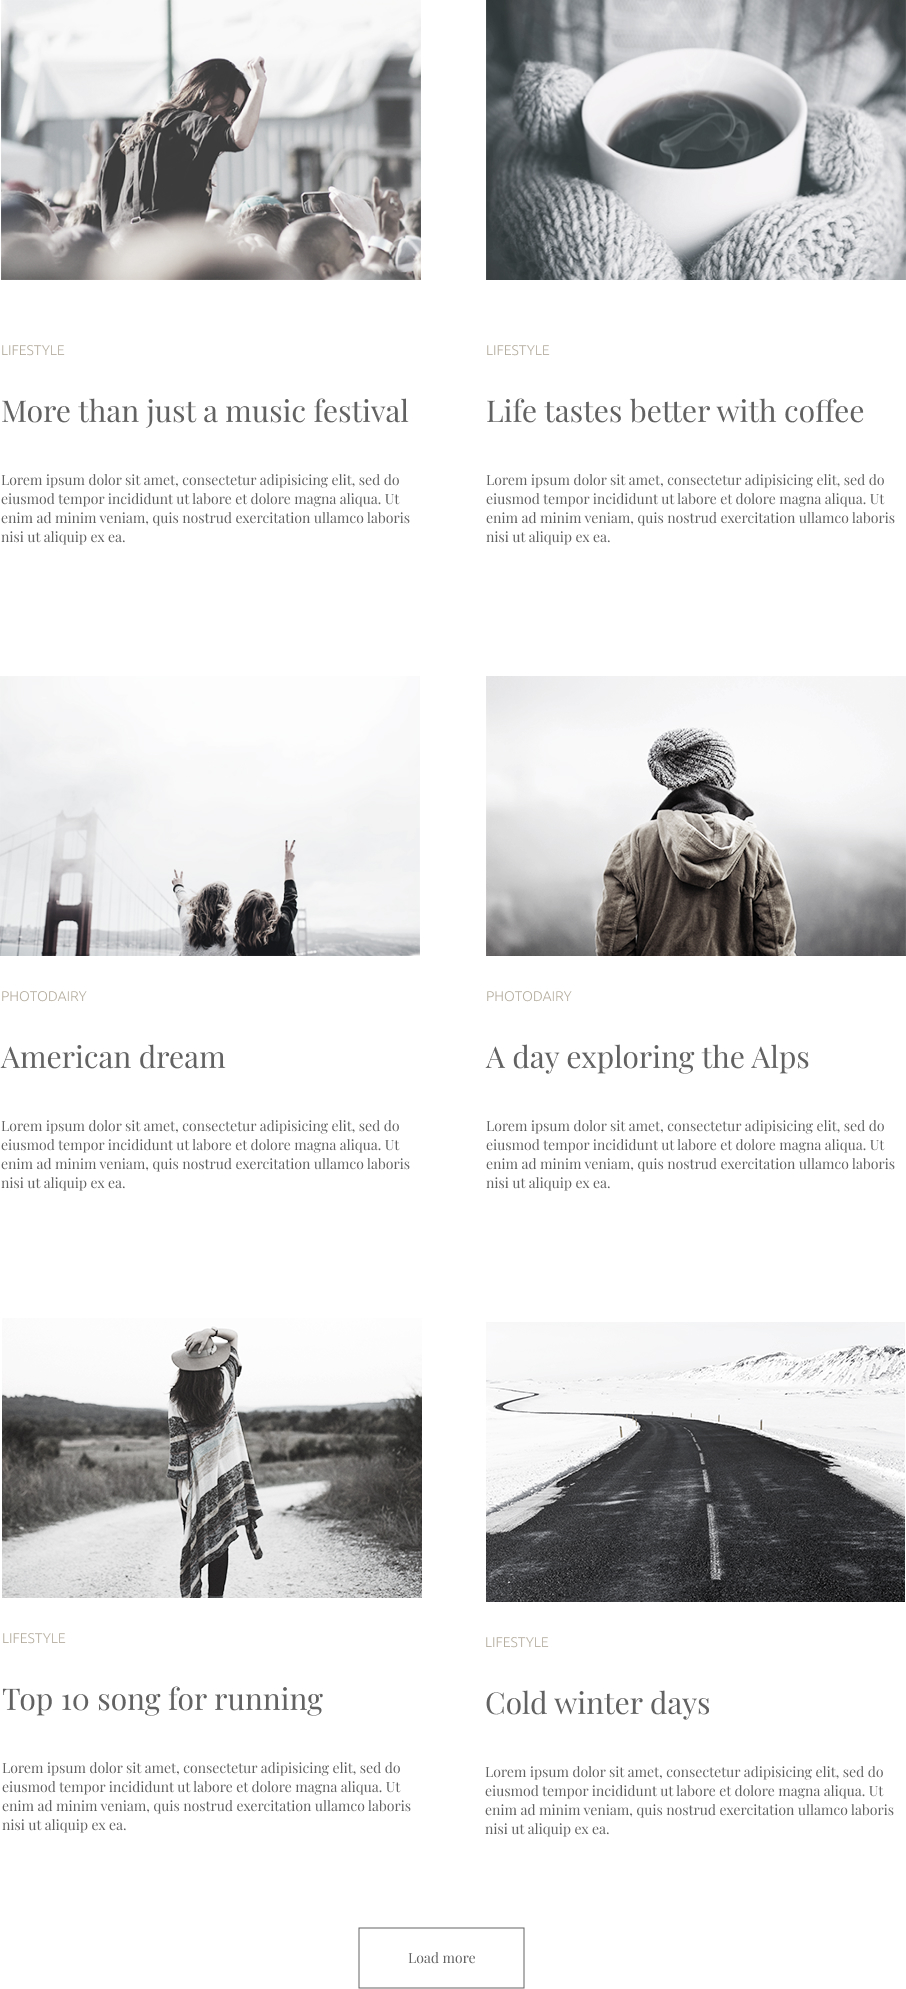 LIFESTYLE
More than just a music festival
Lorem ipsum dolor sit amet, consectetur adipisicing elit, sed do
eiusmod tempor incididunt ut labore et dolore magna aliqua. Ut
enim ad minim veniam, quis nostrud exercitation ullamco laboris
nisi ut aliquip ex ea.
LIFESTYLE
Life tastes better with coffee
Lorem ipsum dolor sit amet, consectetur adipisicing elit, sed do
eiusmod tempor incididunt ut labore et dolore magna aliqua. Ut
enim ad minim veniam, quis nostrud exercitation ullamco laboris
nisi ut aliquip ex ea.
PHOTODAIRY
American dream
Lorem ipsum dolor sit amet, consectetur adipisicing elit, sed do
eiusmod tempor incididunt ut labore et dolore magna aliqua. Ut
enim ad minim veniam, quis nostrud exercitation ullamco laboris
nisi ut aliquip ex ea.
PHOTODAIRY
A day exploring the Alps
Lorem ipsum dolor sit amet, consectetur adipisicing elit, sed do
eiusmod tempor incididunt ut labore et dolore magna aliqua. Ut
enim ad minim veniam, quis nostrud exercitation ullamco laboris
nisi ut aliquip ex ea.
LIFESTYLE
Top 10 song for running
Lorem ipsum dolor sit amet, consectetur adipisicing elit, sed do
eiusmod tempor incididunt ut labore et dolore magna aliqua. Ut
enim ad minim veniam, quis nostrud exercitation ullamco laboris
nisi ut aliquip ex ea.
LIFESTYLE
Cold winter days
Lorem ipsum dolor sit amet, consectetur adipisicing elit, sed do
eiusmod tempor incididunt ut labore et dolore magna aliqua. Ut
enim ad minim veniam, quis nostrud exercitation ullamco laboris
nisi ut aliquip ex ea.
Load more